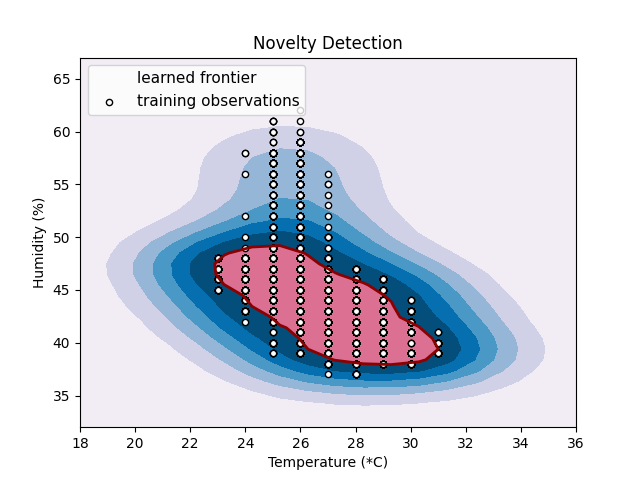 Novelty Detection
learned frontier
training observations
65
60
55
50
45
40
35
Humidity (%)
18 20 22 24 26 28 30 32 34 36
Temperature (*C)